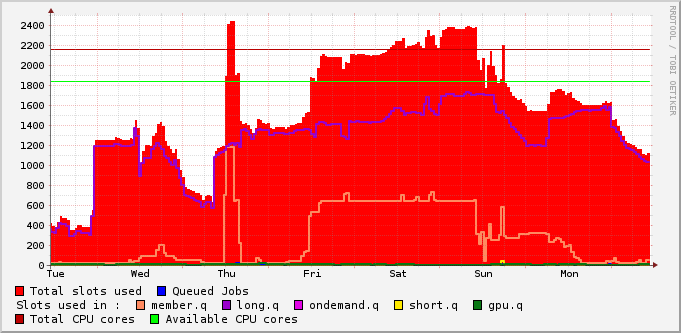 2400
2200
2000
1800
1600
1400
1200
1000
800
600
400
200
0
Tue Wed Thu Fri Sat Sun Mon
RRDTOOL / TOBI OETIKER
Total slots used Queued Jobs
Slots used in : member.q long.q ondemand.q short.q gpu.q
Total CPU cores Available CPU cores